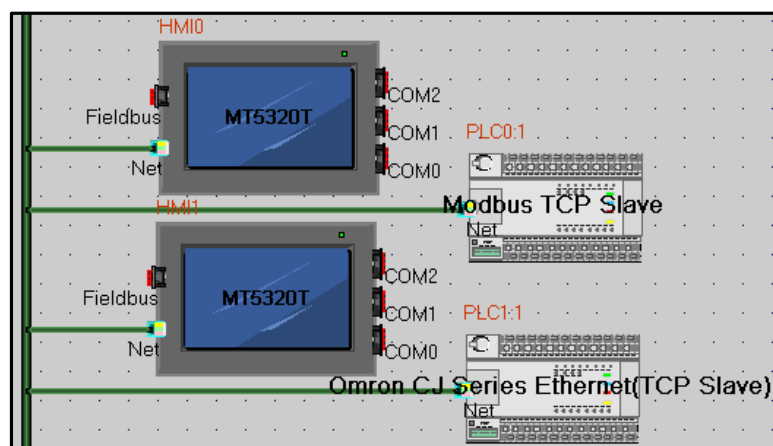 HMI0
COM2
Fieldbus
MT5320T
COM1
PLC0:1
COM0
Net
Modbus TCP Slave
HMI1
Net
COM2
Fieldbus
MT5320T
COM1
PLC1:1
COM0
Net
Omron CJ Series Ethernet(TCP Slave)
Net